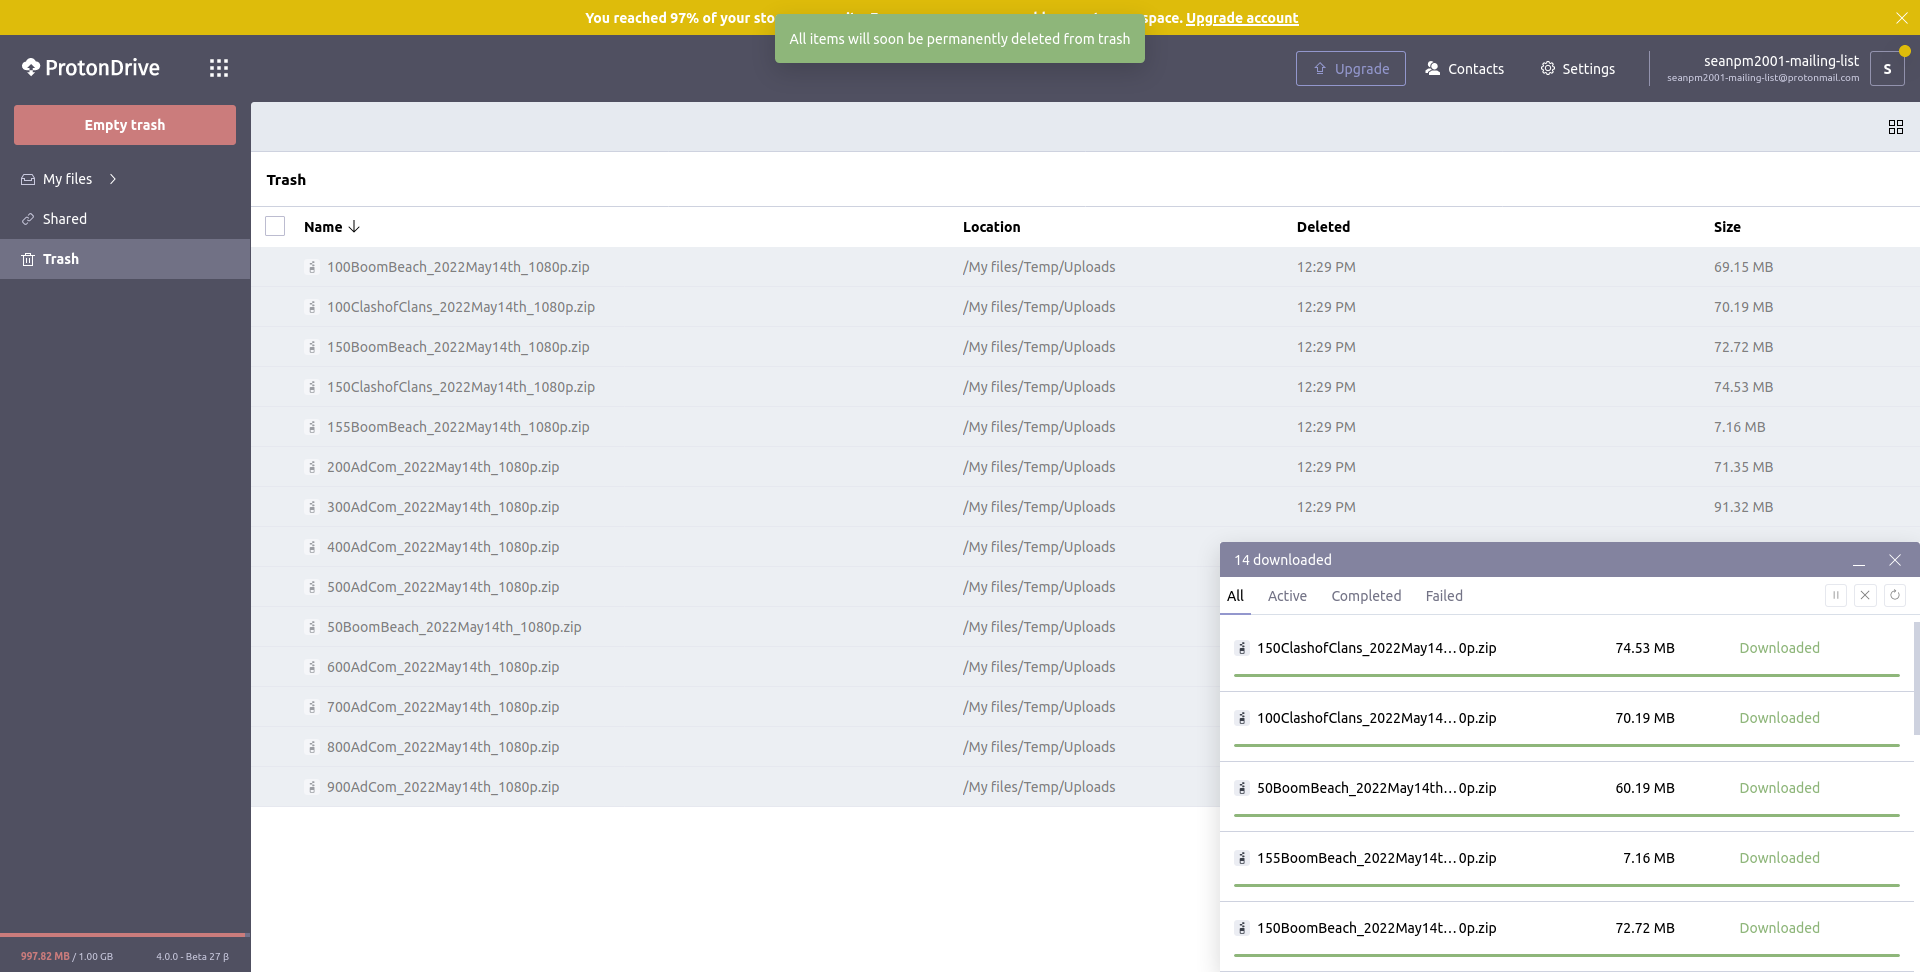 You reached 97% of your sto space. Upgrade account
All items will soon be permanently deleted from trash
ProtonDrive
Upgrade
Contacts
Settings
seanpm2001-mailing-list
seanpm2001-mailing-list@protonmail.com
S
Empty trash
My files
Shared
Trash
Trash
Name Location Deleted Size
100BoomBeach_2022May14th_1080p.zip /My files/Temp/Uploads 12:29 PM 69.15 MB
100ClashofClans_2022May14th_1080p.zip /My files/Temp/Uploads 12:29 PM 70.19 MB
150BoomBeach_2022May14th_1080p.zip /My files/Temp/Uploads 12:29 PM 72.72 MB
150ClashofClans_2022May14th_1080p.zip /My files/Temp/Uploads 12:29 PM 74.53 MB
155BoomBeach_2022May14th_1080p.zip /My files/Temp/Uploads 12:29 PM 7.16 MB
200AdCom_2022May14th_1080p.zip /My files/Temp/Uploads 12:29 PM 71.35 MB
300AdCom_2022May14th_1080p.zip /My files/Temp/Uploads 12:29 PM 91.32 MB
400AdCom_2022May14th_1080p.zip /My files/Temp/Uploads
500AdCom_2022May14th_1080p.zip /My files/Temp/Uploads
50BoomBeach_2022May14th_1080p.zip /My files/Temp/Uploads
600AdCom_2022May14th_1080p.zip /My files/Temp/Uploads
700AdCom_2022May14th_1080p.zip /My files/Temp/Uploads
800AdCom_2022May14th_1080p.zip /My files/Temp/Uploads
900AdCom_2022May14th_1080p.zip /My files/Temp/Uploads
14 downloaded
All Active Completed Failed
150ClashofClans_2022May14...0p.zip 74.53 MB Downloaded
100ClashofClans_2022May14...0p.zip 70.19 MB Downloaded
50BoomBeach_2022May14th...0p.zip 60.19 MB Downloaded
155BoomBeach_2022May14t...0p.zip 7.16 MB Downloaded
150BoomBeach_2022May14t...0p.zip 72.72 MB Downloaded
997.82 MB / 1.00 GB 4.0.0 - Beta 27 β